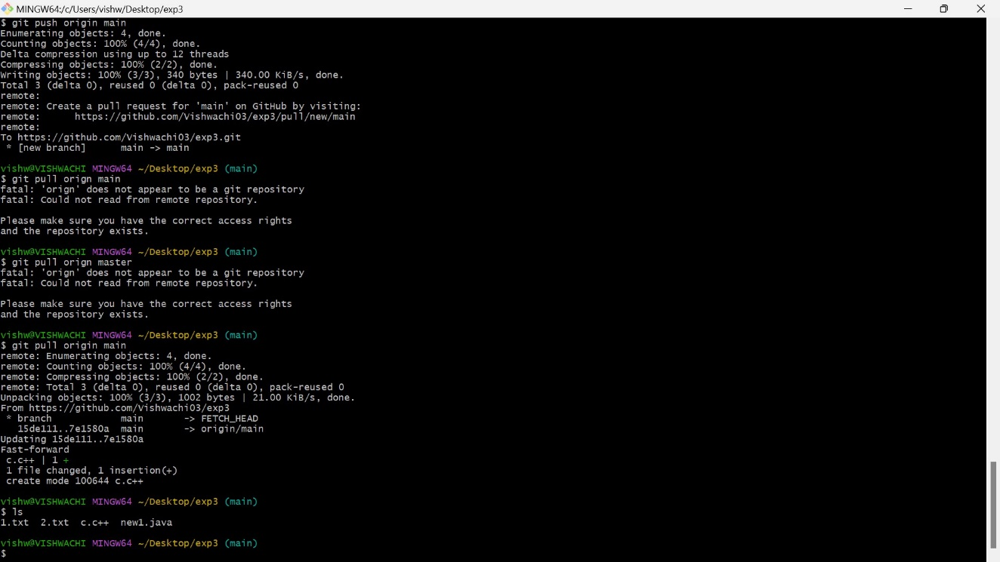 MINGW64:/c/Users/vishw/Desktop/exp3
$ git push origin main
Enumerating objects: 4, done.
Counting objects: 100% (4/4), done.
Delta compression using up to 12 threads
Compressing objects: 100% (2/2), done.
Writing objects: 100% (3/3), 340 bytes | 340.00 KiB/s, done.
Total 3 (delta 0), reused 0 (delta 0), pack-reused 0
remote:
remote: Create a pull request for 'main' on GitHub by visiting:
remote:      https://github.com/Vishwachi03/exp3/pull/new/main
remote:
To https://github.com/Vishwachi03/exp3.git
 * [new branch]      main -> main
vishw@VISHWACHI MINGW64 ~/Desktop/exp3 (main)
$ git pull orign main
fatal: 'orign' does not appear to be a git repository
fatal: Could not read from remote repository.
Please make sure you have the correct access rights
and the repository exists.
vishw@VISHWACHI MINGW64 ~/Desktop/exp3 (main)
$ git pull orign master
fatal: 'orign' does not appear to be a git repository
fatal: Could not read from remote repository.
Please make sure you have the correct access rights
and the repository exists.
vishw@VISHWACHI MINGW64 ~/Desktop/exp3 (main)
$ git pull origin main
remote: Enumerating objects: 4, done.
remote: Counting objects: 100% (4/4), done.
remote: Compressing objects: 100% (2/2), done.
remote: Total 3 (delta 0), reused 0 (delta 0), pack-reused 0
Unpacking objects: 100% (3/3), 1002 bytes | 21.00 KiB/s, done.
From https://github.com/Vishwachi03/exp3
 * branch            main       -> FETCH_HEAD
   15de111..7e1580a  main       -> origin/main
Updating 15de111..7e1580a
Fast-forward
 c.c++ | 1 +
 1 file changed, 1 insertion(+)
 create mode 100644 c.c++
vishw@VISHWACHI MINGW64 ~/Desktop/exp3 (main)
$ ls
1.txt  2.txt  c.c++  new1.java
vishw@VISHWACHI MINGW64 ~/Desktop/exp3 (main)
$